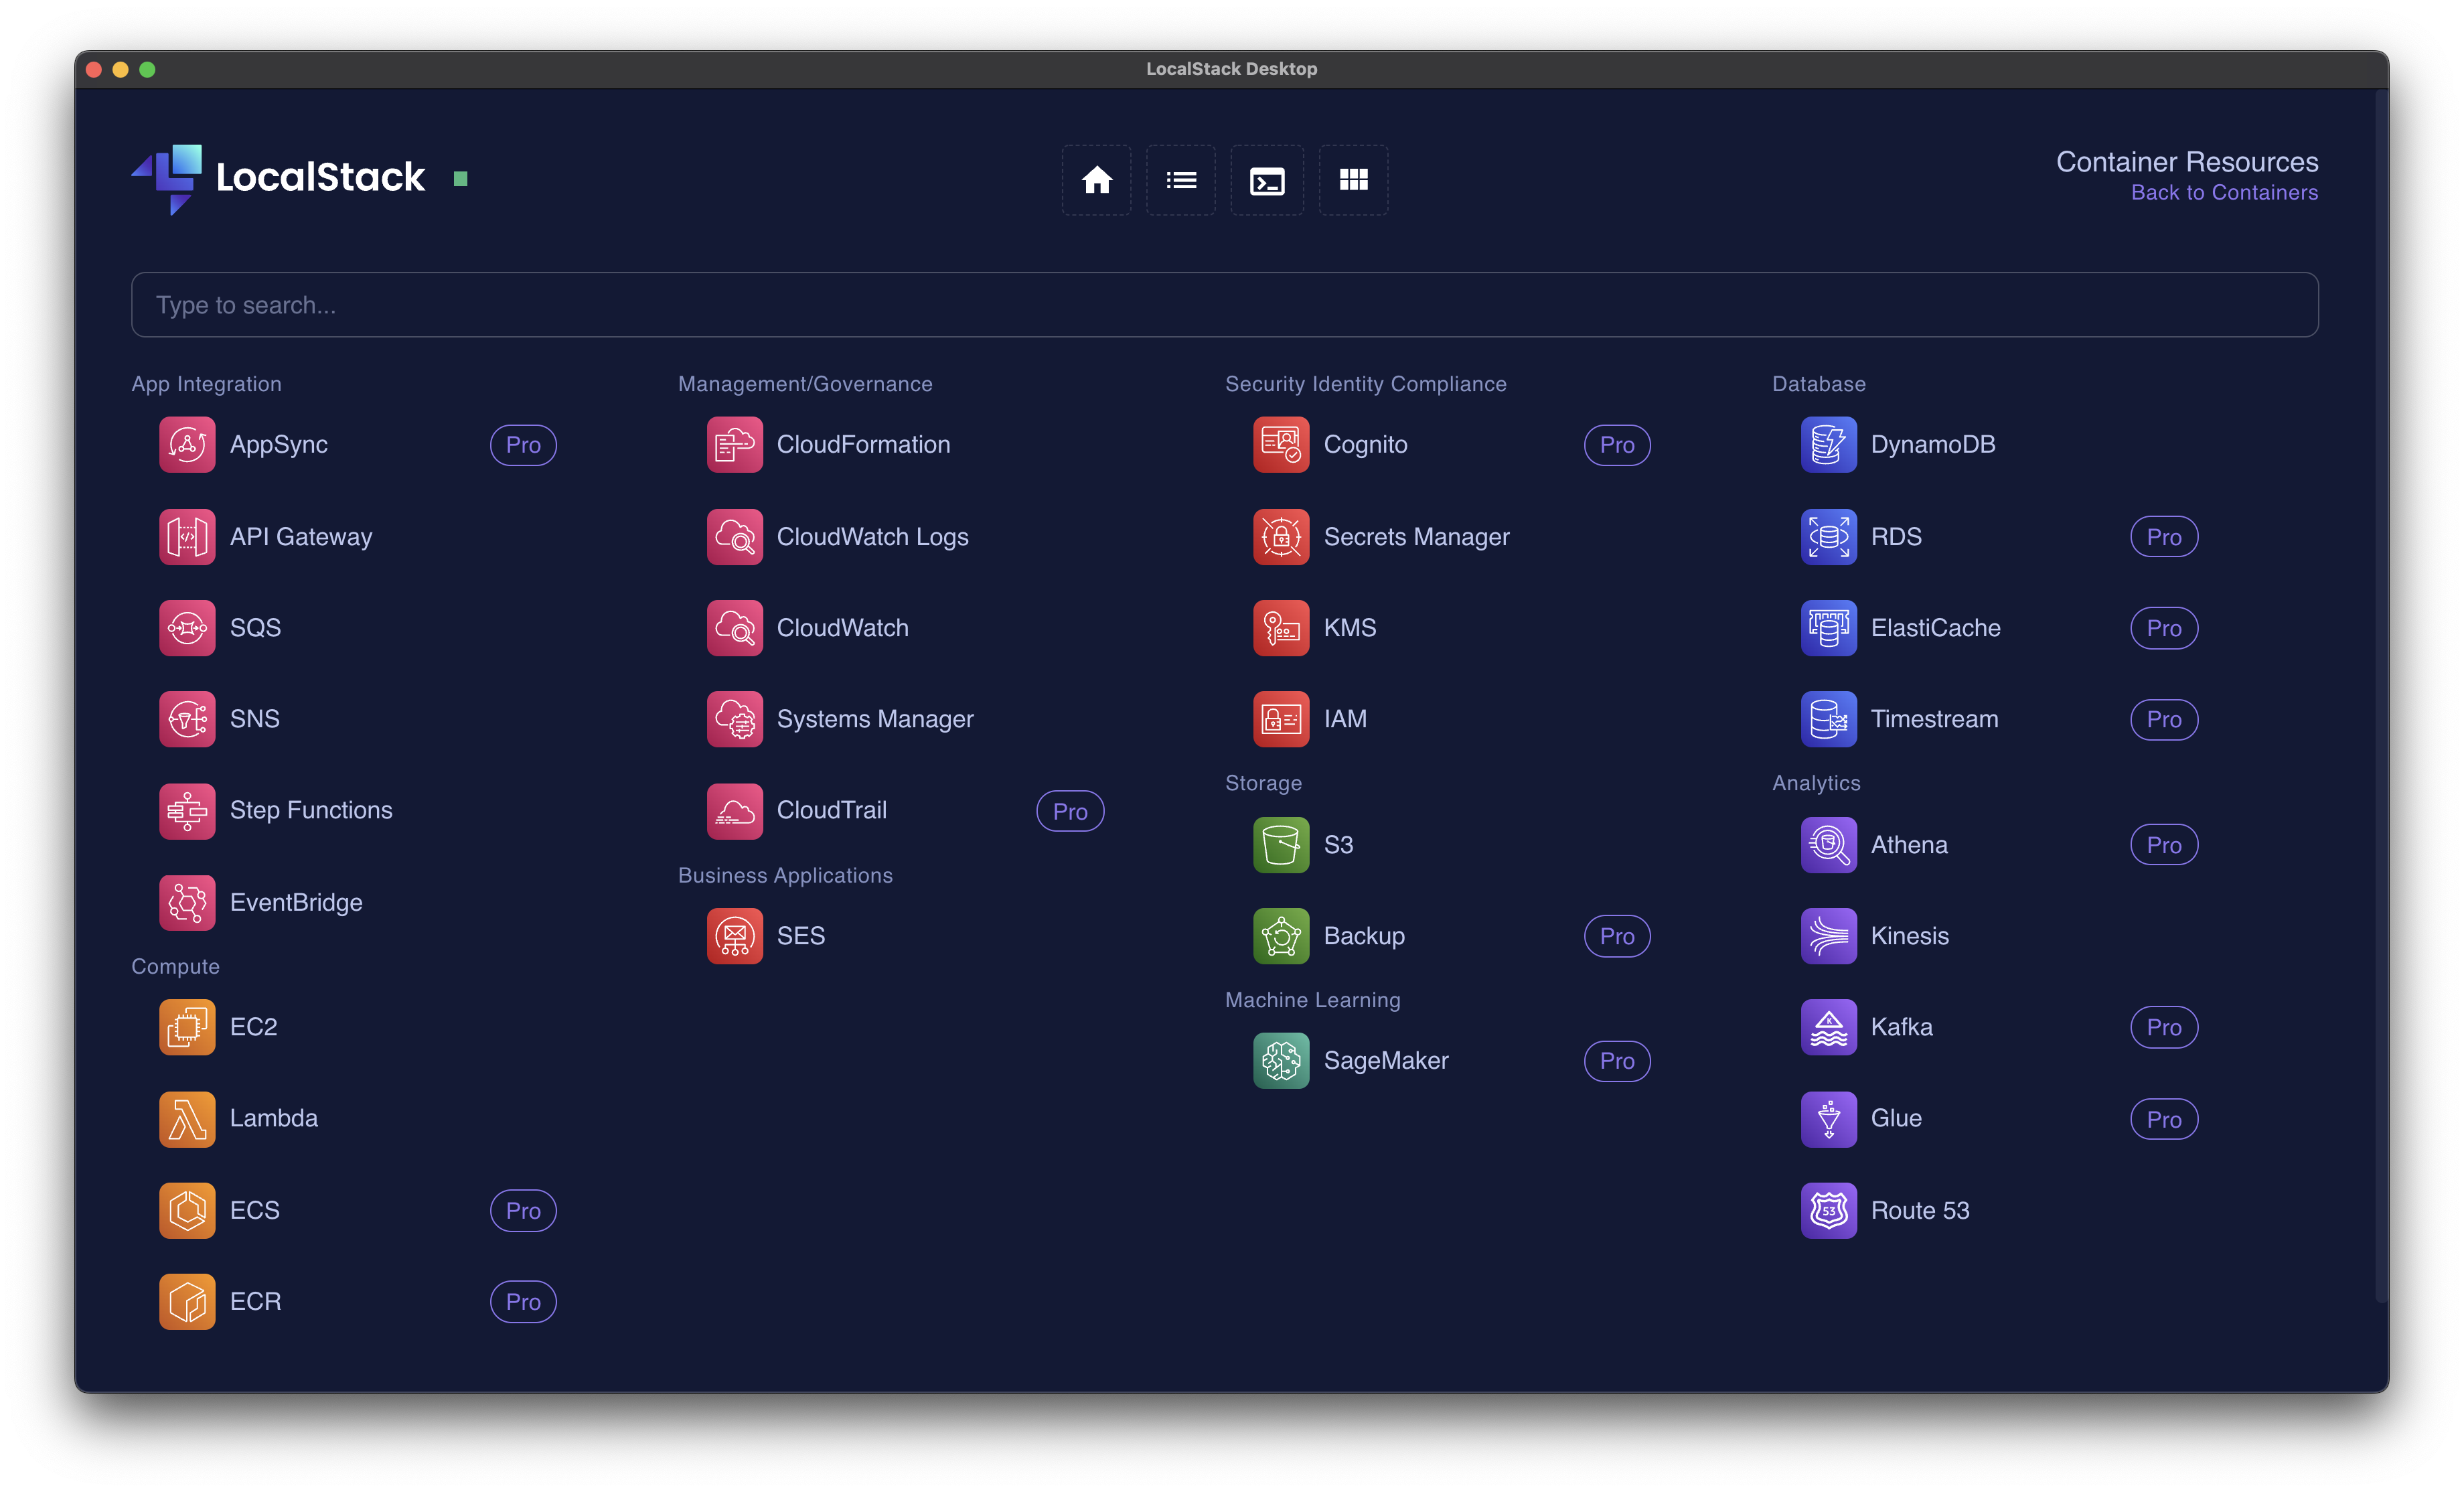 LocalStack Desktop
LocalStack
Container Resources
Back to Containers
Type to search...
App Integration
AppSync Pro
API Gateway
SQS
SNS
Step Functions
EventBridge
Compute
EC2
Lambda
ECS Pro
ECR Pro
Management/Governance
CloudFormation
CloudWatch Logs
CloudWatch
Systems Manager
CloudTrail Pro
Business Applications
SES
Security Identity Compliance
Cognito Pro
Secrets Manager
KMS
IAM
Storage
S3
Backup Pro
Machine Learning
SageMaker Pro
Database
DynamoDB
RDS Pro
ElastiCache Pro
Timestream Pro
Analytics
Athena Pro
Kinesis
K
Kafka Pro
Glue Pro
53
Route 53